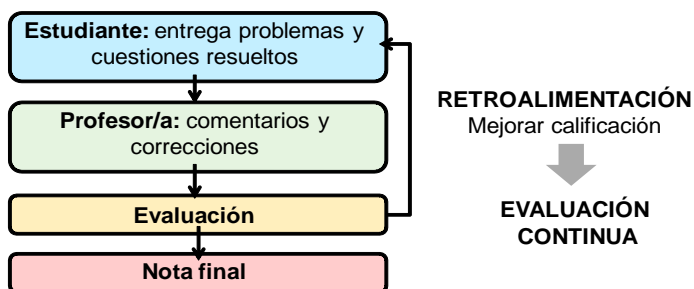 Estudiante: entrega problemas y
cuestiones resueltos
Profesor/a: comentarios y
correcciones
Evaluación
Nota final
RETROALIMENTACIÓN
Mejorar calificación
EVALUACIÓN
CONTINUA